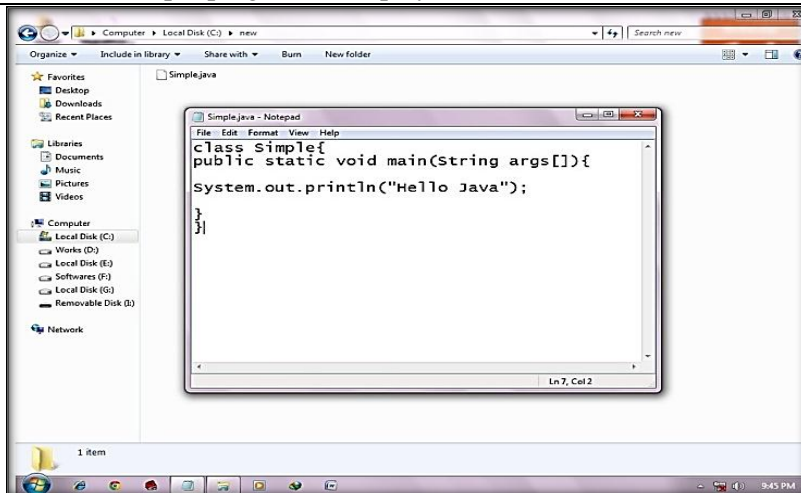 Computer ▸ Local Disk (C:) ▸ new
Search new
Organize Include in library Share with Burn New folder
Favorites
Desktop
Downloads
Recent Places
Libraries
Documents
Music
Pictures
Videos
Computer
Local Disk (C:)
Works (D:)
Local Disk (E:)
Softwares (F:)
Local Disk (G:)
Removable Disk (I:)
Network
Simple.java
Simple.java - Notepad
File Edit Format View Help
class Simple{
public static void main(String args[]){
System.out.println("Hello Java");
}
}
Ln 7, Col 2
1 item
9:45 PM